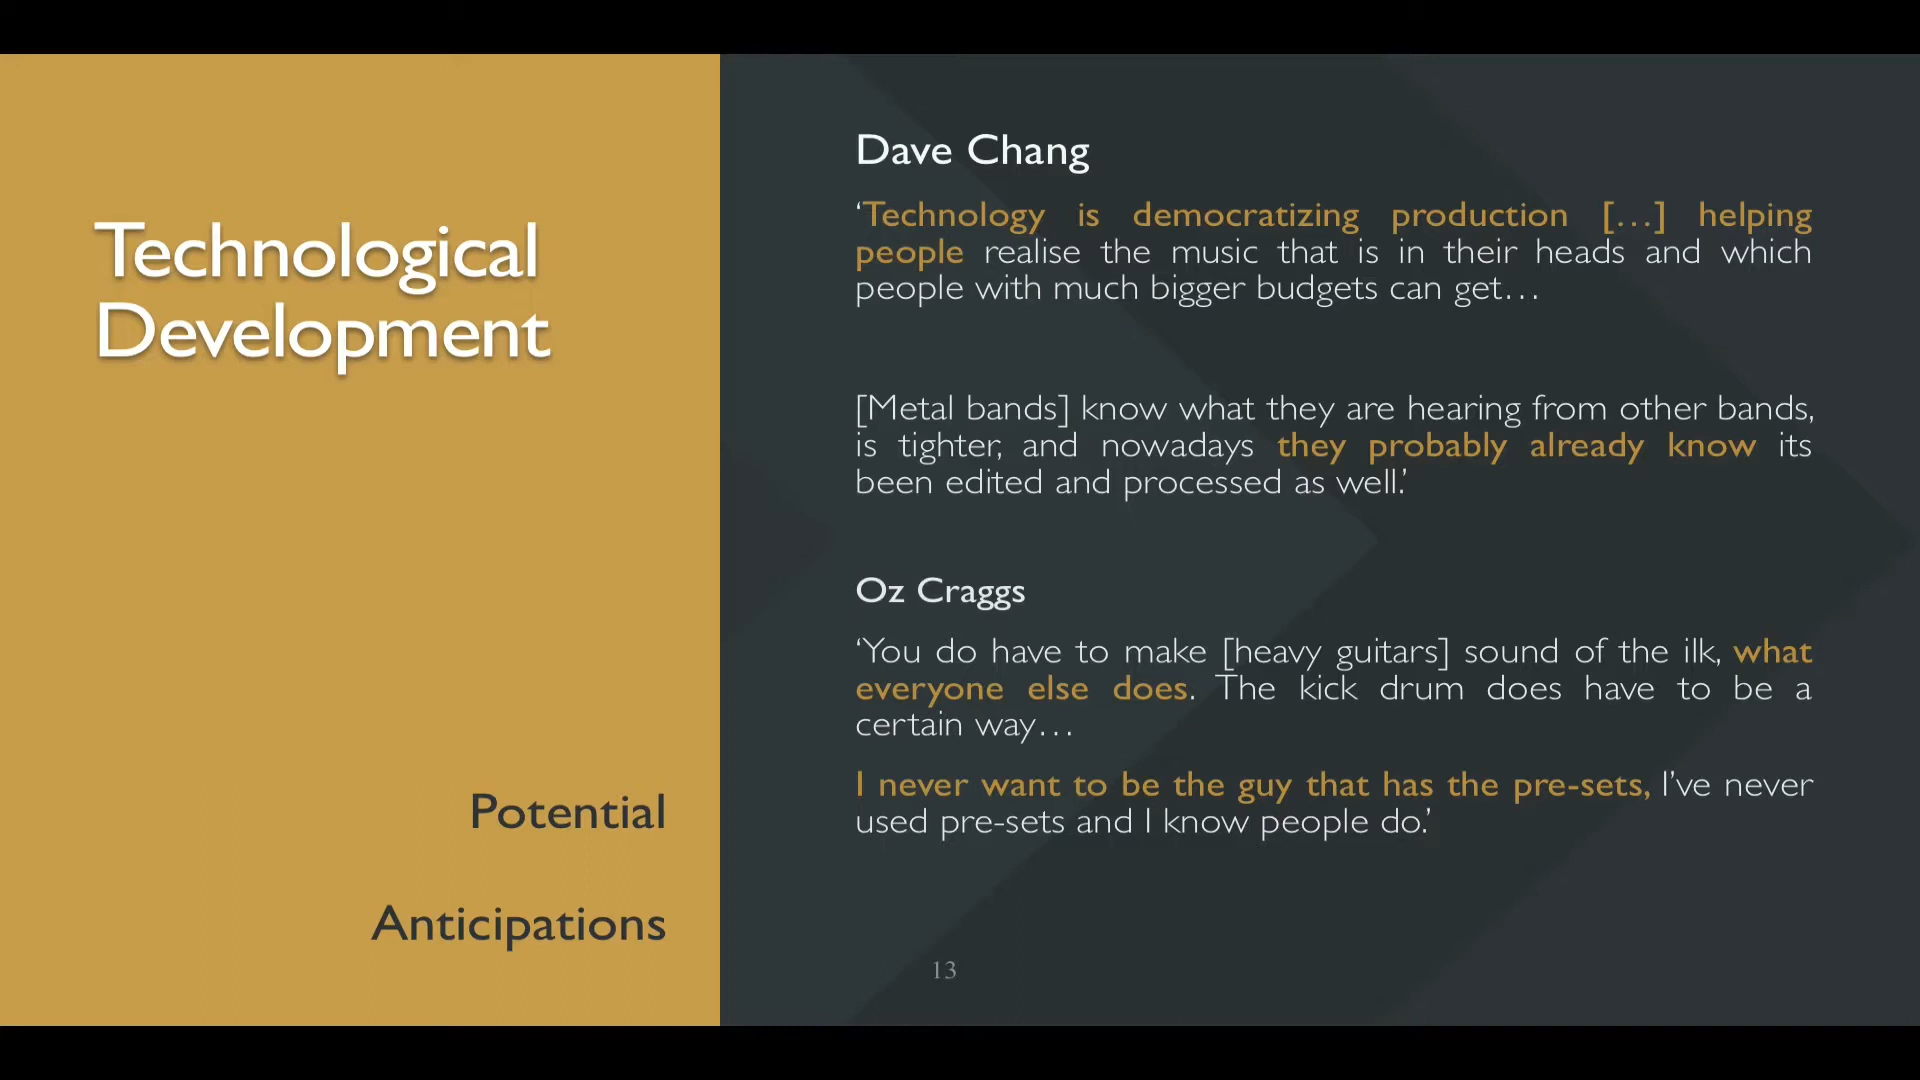 Technological
Development
Potential
Anticipations
Dave Chang
‘Technology is democratizing production […] helping
people realise the music that is in their heads and which
people with much bigger budgets can get…
[Metal bands] know what they are hearing from other bands,
is tighter, and nowadays they probably already know its
been edited and processed as well.’
Oz Craggs
‘You do have to make [heavy guitars] sound of the ilk, what
everyone else does. The kick drum does have to be a
certain way…
I never want to be the guy that has the pre-sets, I’ve never
used pre-sets and I know people do.’
13